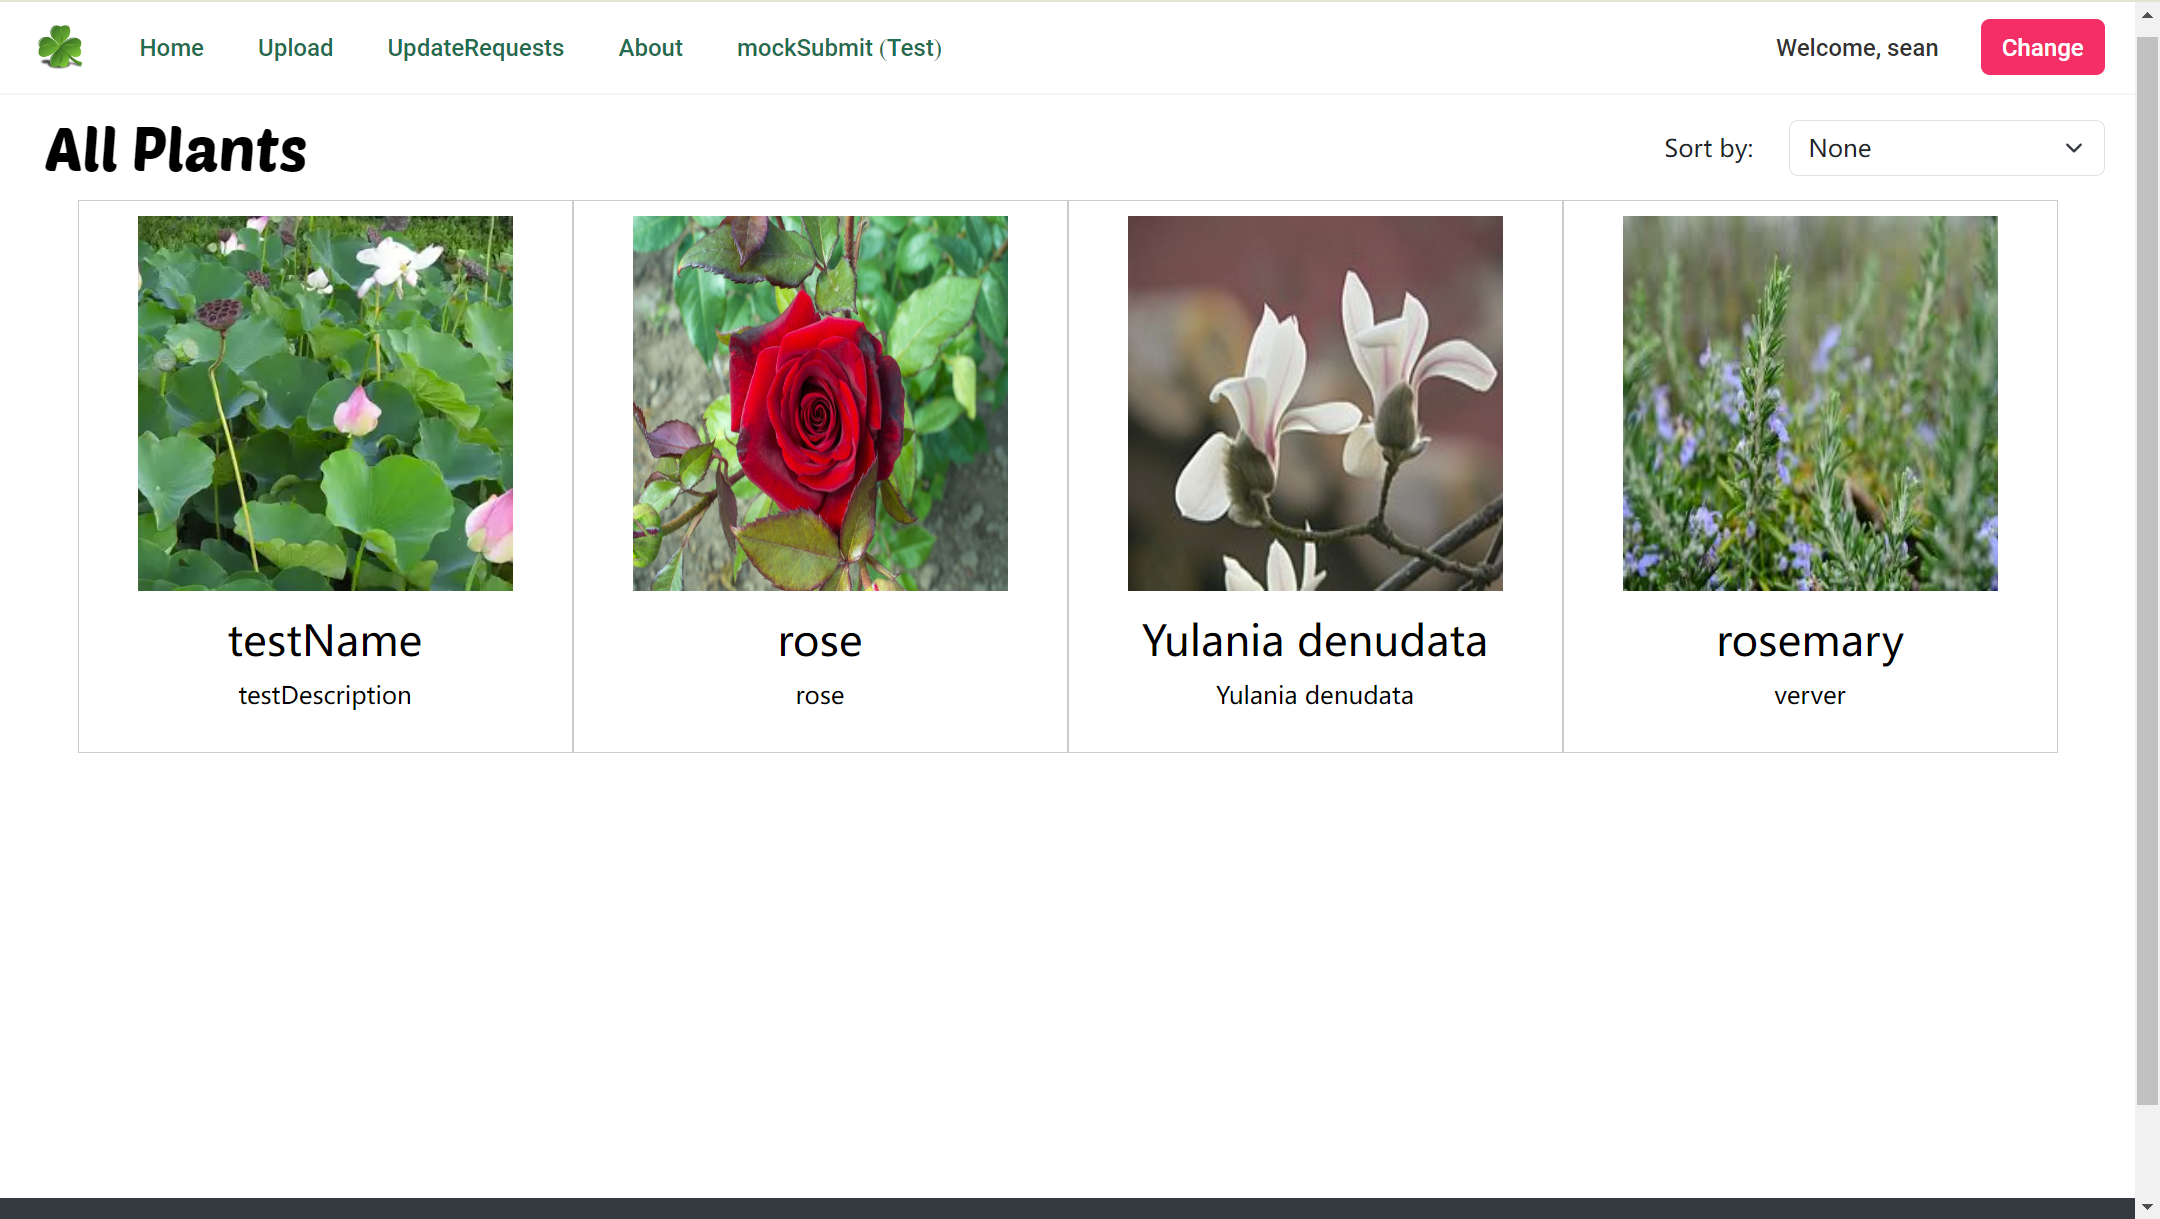 Home Upload UpdateRequests About mockSubmit (Test) Welcome, sean Change
All Plants Sort by: None
testName
testDescription
rose
rose
Yulania denudata
Yulania denudata
rosemary
verver